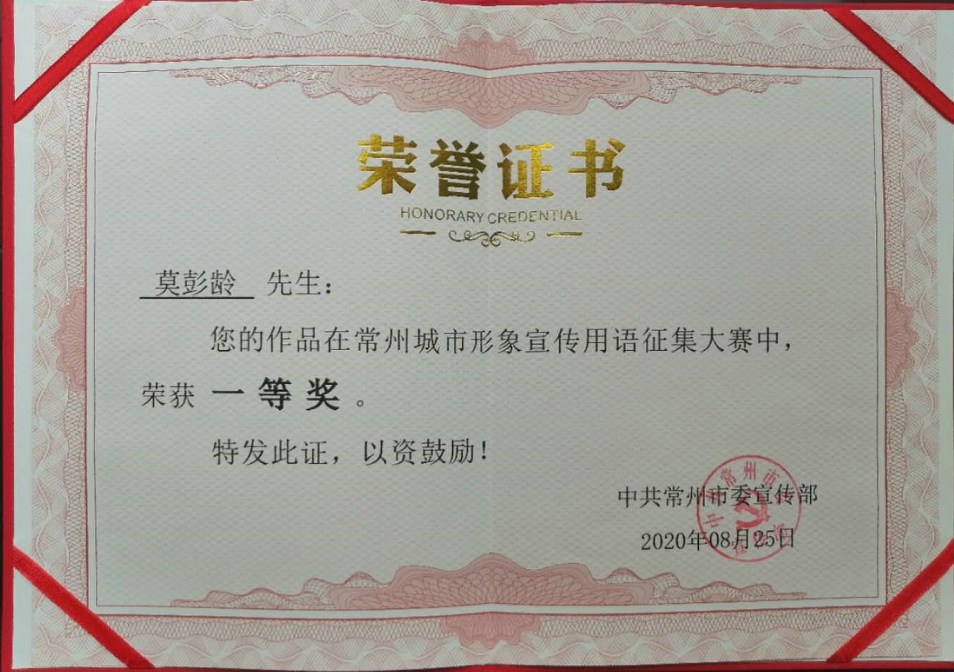 荣誉证书
HONORARY CREDENTIAL
莫彭龄 先生：
您的作品在常州城市形象宣传用语征集大赛中，
荣获 一等奖 。
特发此证，以资鼓励！
中共常州市委宣传部
2020年08月25日